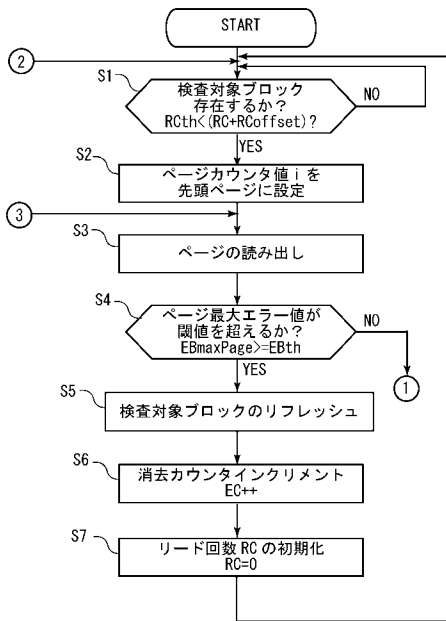 START
②
S1
検査対象ブロック
存在するか?
RCth<(RC+RCoffset)?
NO
YES
S2
ページカウンタ値 i を
先頭ページに設定
③
S3
ページの読み出し
S4
ページ最大エラー値が
閾値を超えるか?
EBmaxPage>=EBth
NO
YES
①
S5
検査対象ブロックのリフレッシュ
S6
消去カウンタインクリメント
EC++
S7
リード回数 RC の初期化
RC=0